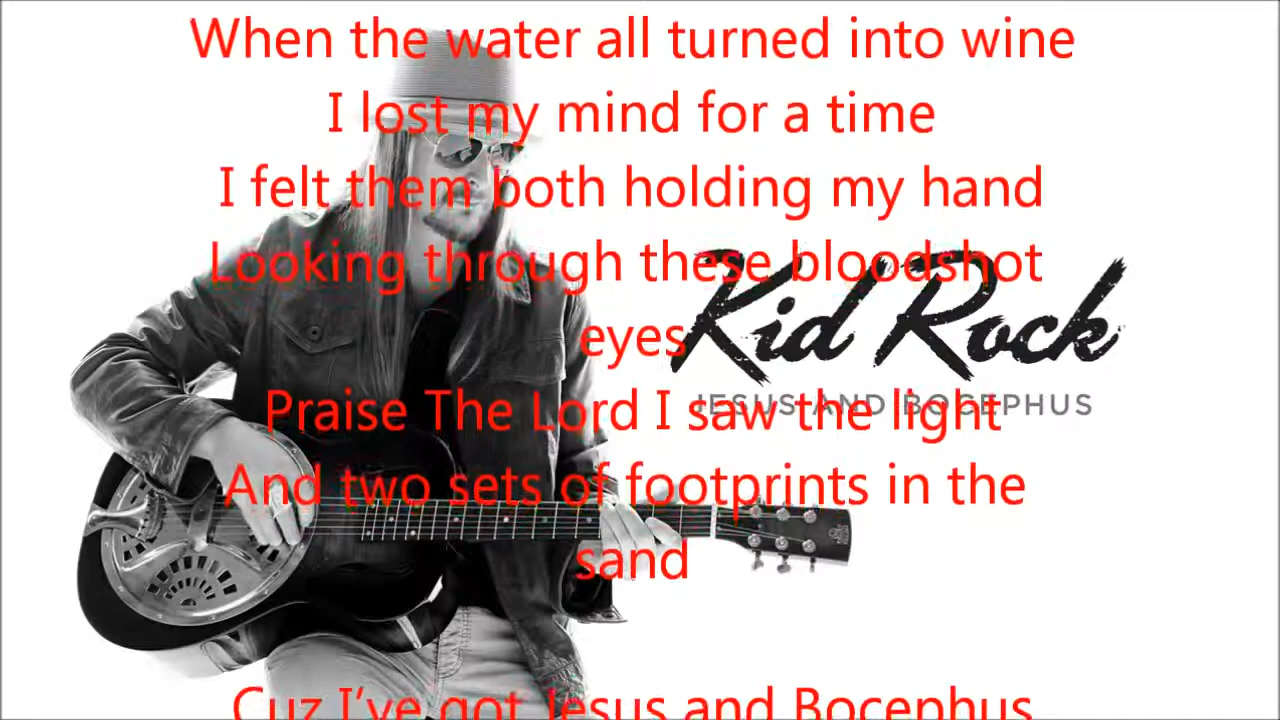 When the water all turned into wine
I lost my mind for a time
I felt them both holding my hand
Looking through these bloodshot
eyes
Kid Rock
Praise The Lord I saw the light
JESUS AND BOCEPHUS
And two sets of footprints in the
sand
Cuz I've got Jesus and Bocephus